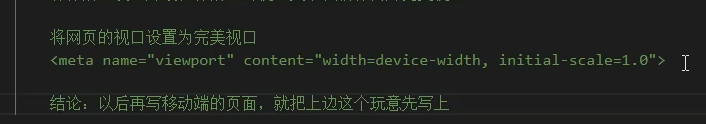 将网页的视口设置为完美视口
<meta name="viewport" content="width=device-width, initial-scale=1.0">
结论：以后再写移动端的页面，就把上边这个玩意先写上